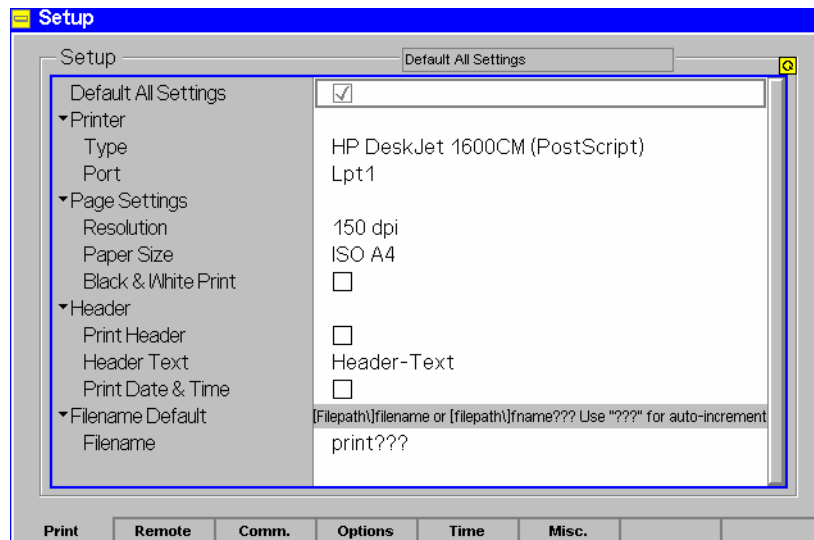 Setup
Setup
Default All Settings
Default All Settings
Printer
Type HP DeskJet 1600CM (PostScript)
Port Lpt1
Page Settings
Resolution 150 dpi
Paper Size ISO A4
Black & White Print
Header
Print Header
Header Text Header-Text
Print Date & Time
Filename Default [Filepath\]filename or [filepath\]fname??? Use "???" for auto-increment
Filename print???
Print Remote Comm. Options Time Misc.